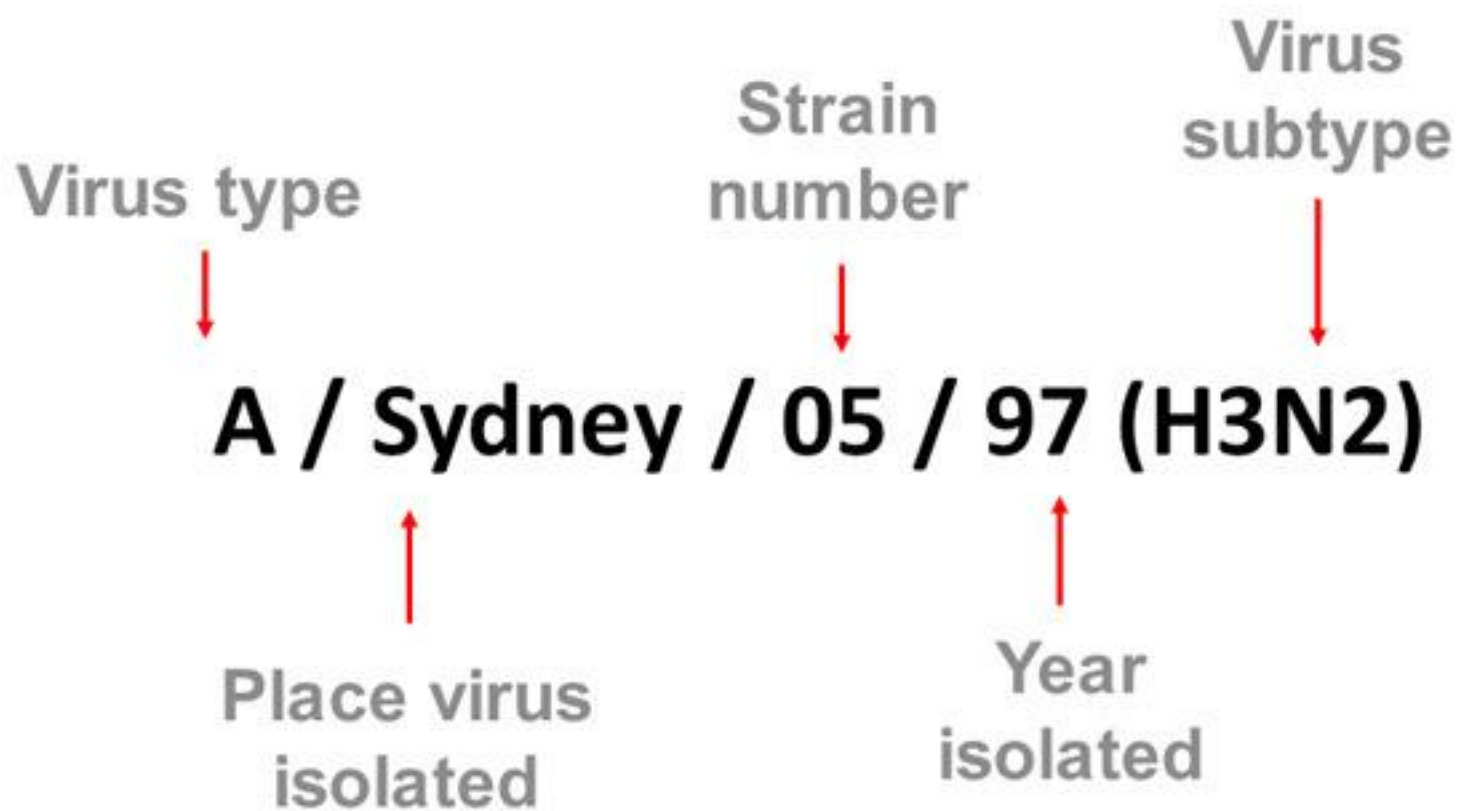 Virus
subtype
Strain
number
Virus type
A / Sydney / 05 / 97 (H3N2)
Place virus
isolated
Year
isolated